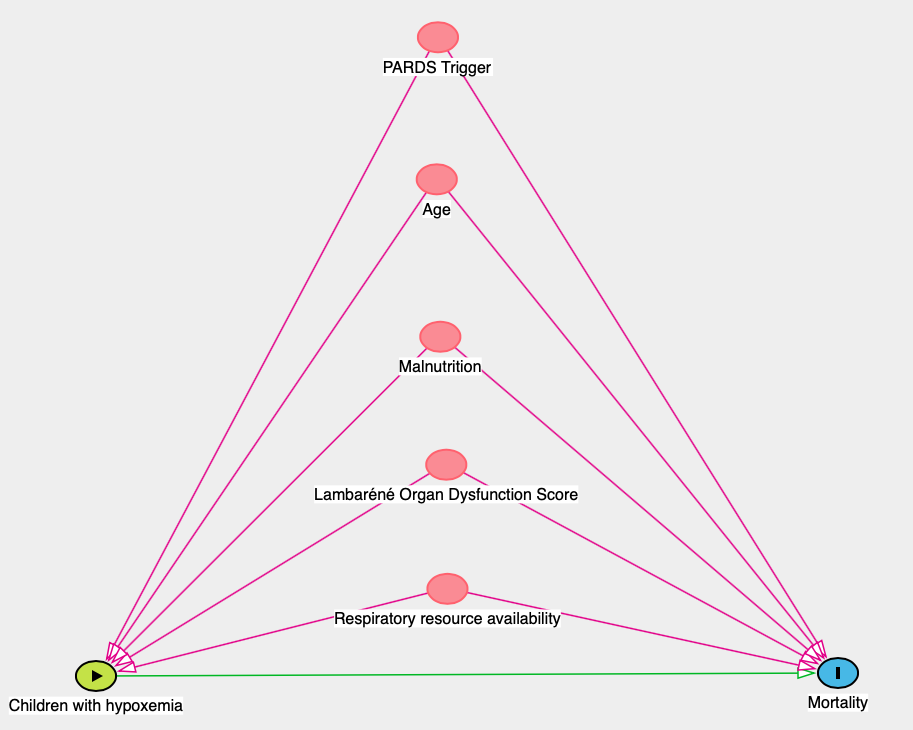 PARDS Trigger
Age
Malnutrition
Lambaréné Organ Dysfunction Score
Respiratory resource availability
Children with hypoxemia
Mortality